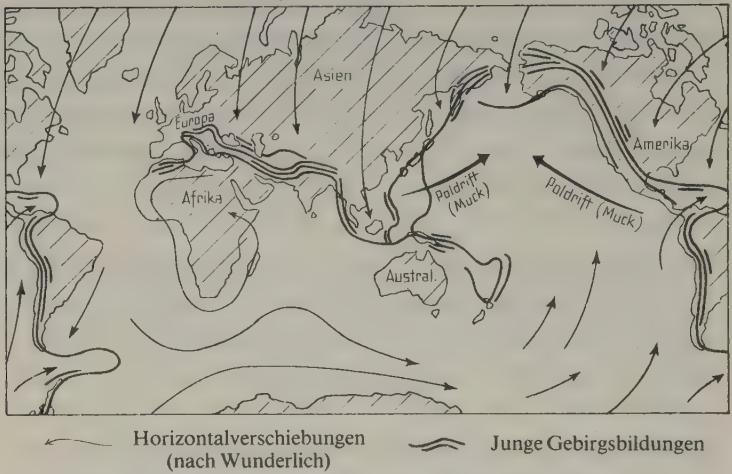 Asien
Europa
Amerika
Afrika
Poldrift
(Muck)
Poldrift (Muck)
Austral.
Horizontalverschiebungen
(nach Wunderlich)
Junge Gebirgsbildungen